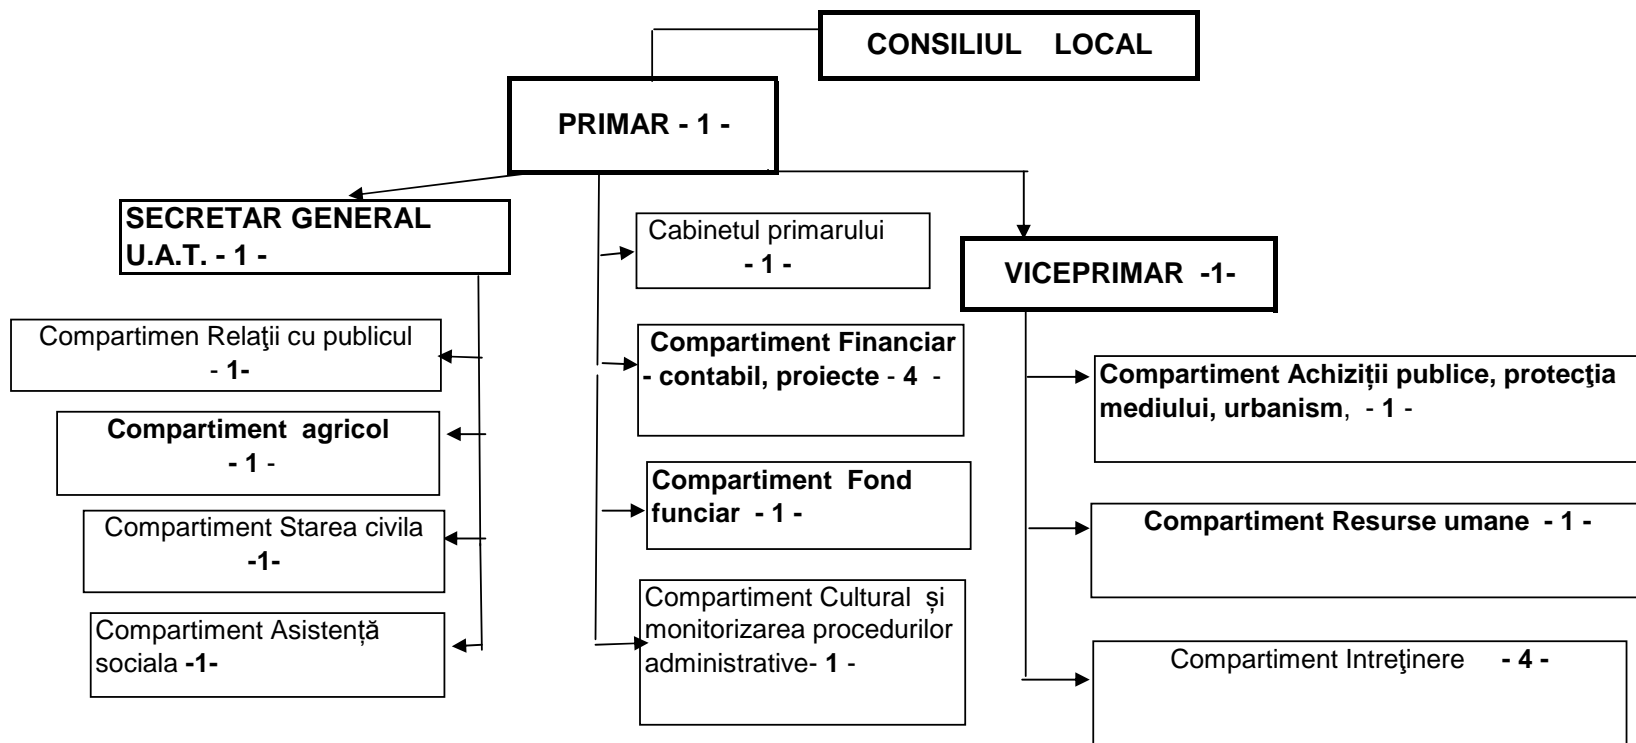 CONSILIUL LOCAL
PRIMAR - 1 -
SECRETAR GENERAL
U.A.T. - 1 -
Compartimen Relaţii cu publicul
- 1-
Compartiment agricol
- 1 -
Compartiment Starea civila
-1-
Compartiment Asistență
sociala -1-
Cabinetul primarului
- 1 -
Compartiment Financiar
- contabil, proiecte - 4 -
Compartiment Fond
funciar - 1 -
Compartiment Cultural și
monitorizarea procedurilor
administrative- 1 -
VICEPRIMAR -1-
Compartiment Achiziții publice, protecţia
mediului, urbanism, - 1 -
Compartiment Resurse umane - 1 -
Compartiment Intreţinere - 4 -